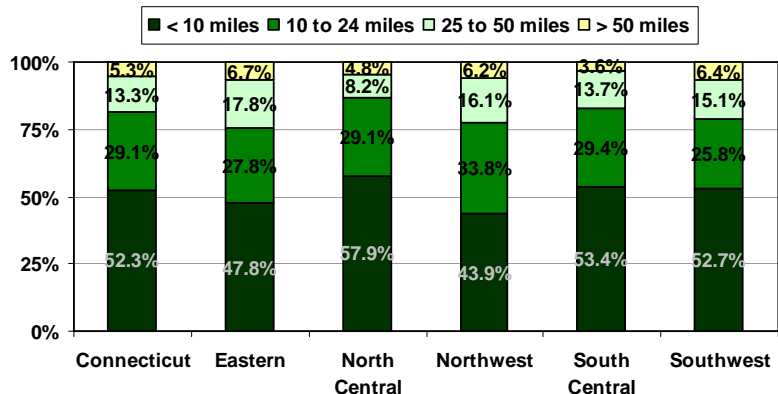 < 10 miles 10 to 24 miles 25 to 50 miles > 50 miles
100%
75%
50%
25%
0%
5.3% 6.7% 4.8% 6.2% 3.6% 6.4%
13.3% 17.8% 8.2% 16.1% 13.7% 15.1%
29.1% 27.8% 29.1% 33.8% 29.4% 25.8%
52.3% 47.8% 57.9% 43.9% 53.4% 52.7%
Connecticut Eastern North Northwest South Southwest
Central Central